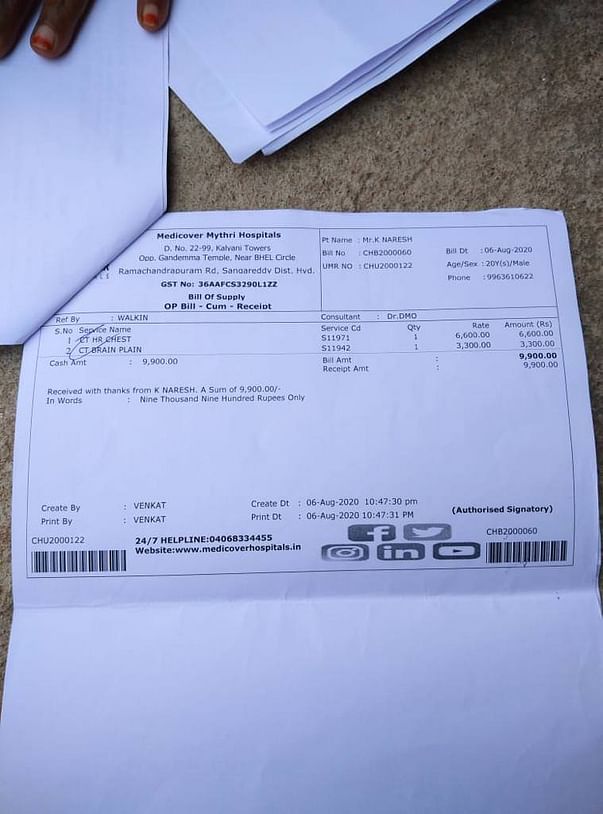 Medicover Mythri Hospitals
D. No. 22-99, Kalvani Towers
Opp. Gandemma Temple, Near BHEL Circle
Ramachandrapuram Rd, Sangareddy Dist, Hyd.
GST No: 36AAFCS3290L1ZZ
Bill Of Supply
OP Bill - Cum - Receipt
Pt Name : Mr.K NARESH
Bill No : CHB2000060 Bill Dt : 06-Aug-2020
UMR NO : CHU2000122 Age/Sex : 20Y(s)/Male
Phone : 9963610622
Ref By : WALKIN Consultant : Dr.DMO
S.No Service Name Service Cd Qty Rate Amount (Rs)
1 CT HR CHEST S11971 1 6,600.00 6,600.00
2 CT BRAIN PLAIN S11942 1 3,300.00 3,300.00
Cash Amt : 9,900.00 Bill Amt : 9,900.00
Receipt Amt : 9,900.00
Received with thanks from K NARESH. A Sum of 9,900.00/-
In Words : Nine Thousand Nine Hundred Rupees Only
Create By : VENKAT Create Dt : 06-Aug-2020 10:47:30 pm
Print By : VENKAT Print Dt : 06-Aug-2020 10:47:31 PM (Authorised Signatory)
CHU2000122 24/7 HELPLINE:04068334455 CHB2000060
Website:www.medicoverhospitals.in